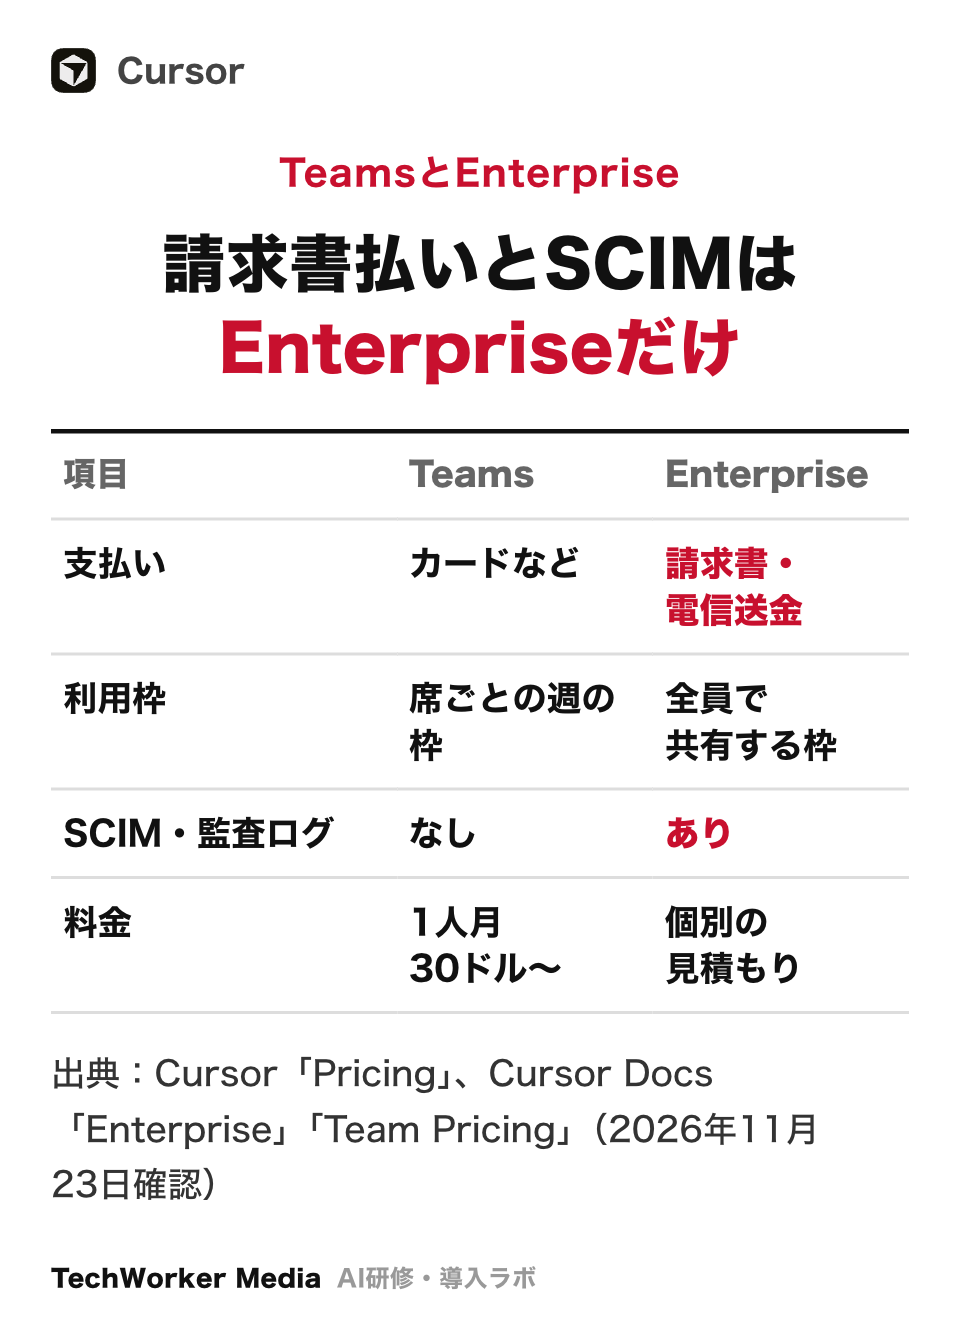 Cursor
TeamsとEnterprise
請求書払いとSCIMは
Enterpriseだけ
項目 Teams Enterprise
支払い カードなど 請求書・
電信送金
利用枠 席ごとの週の 全員で
枠 共有する枠
SCIM・監査ログ なし あり
料金 1人月 個別の
30ドル〜 見積もり
出典：Cursor「Pricing」、Cursor Docs
「Enterprise」「Team Pricing」（2026年11月
23日確認）
TechWorker Media AI研修・導入ラボ